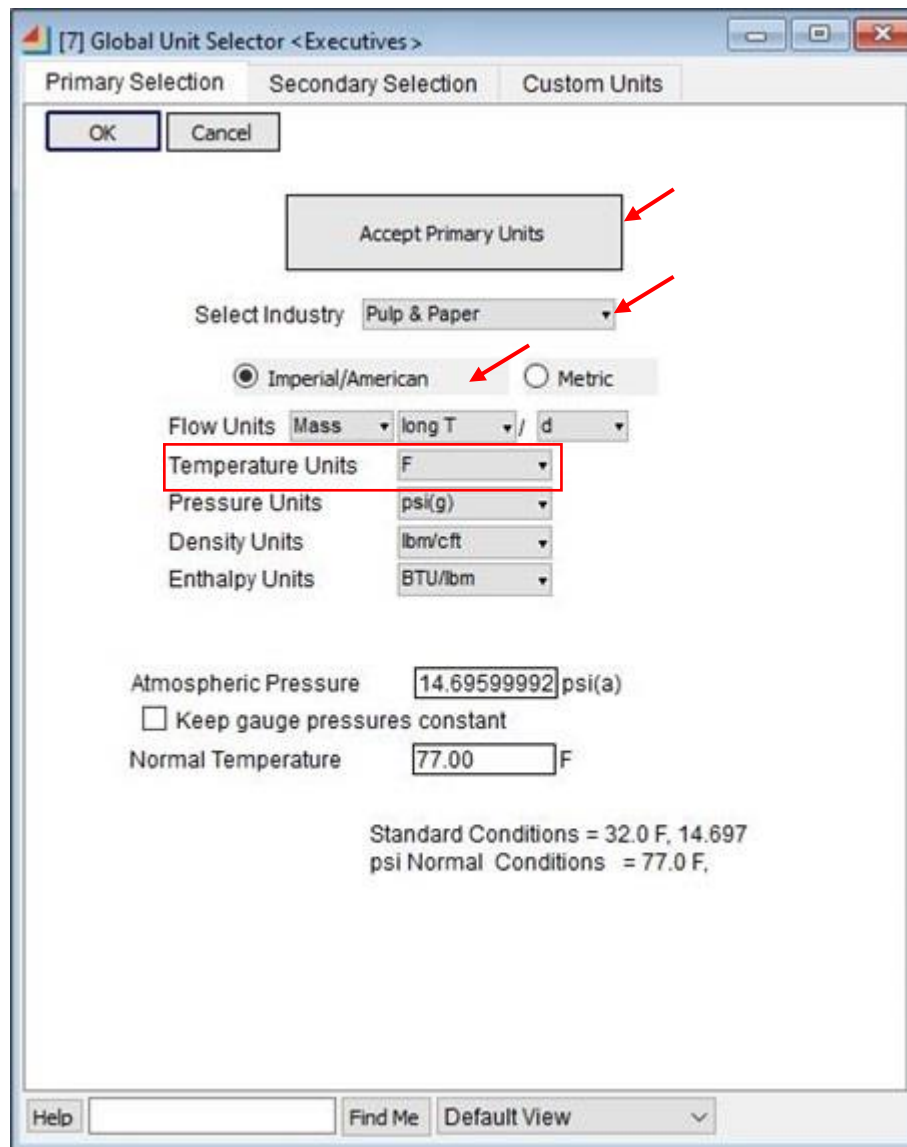 [7] Global Unit Selector <Executives>
Primary Selection Secondary Selection Custom Units
OK Cancel
Accept Primary Units
Select Industry Pulp & Paper
Imperial/American Metric
Flow Units Mass long T / d
Temperature Units F
Pressure Units psi(g)
Density Units lbm/cft
Enthalpy Units BTU/lbm
Atmospheric Pressure 14.69599992 psi(a)
Keep gauge pressures constant
Normal Temperature 77.00 F
Standard Conditions = 32.0 F, 14.697
psi Normal Conditions = 77.0 F,
Help Find Me Default View